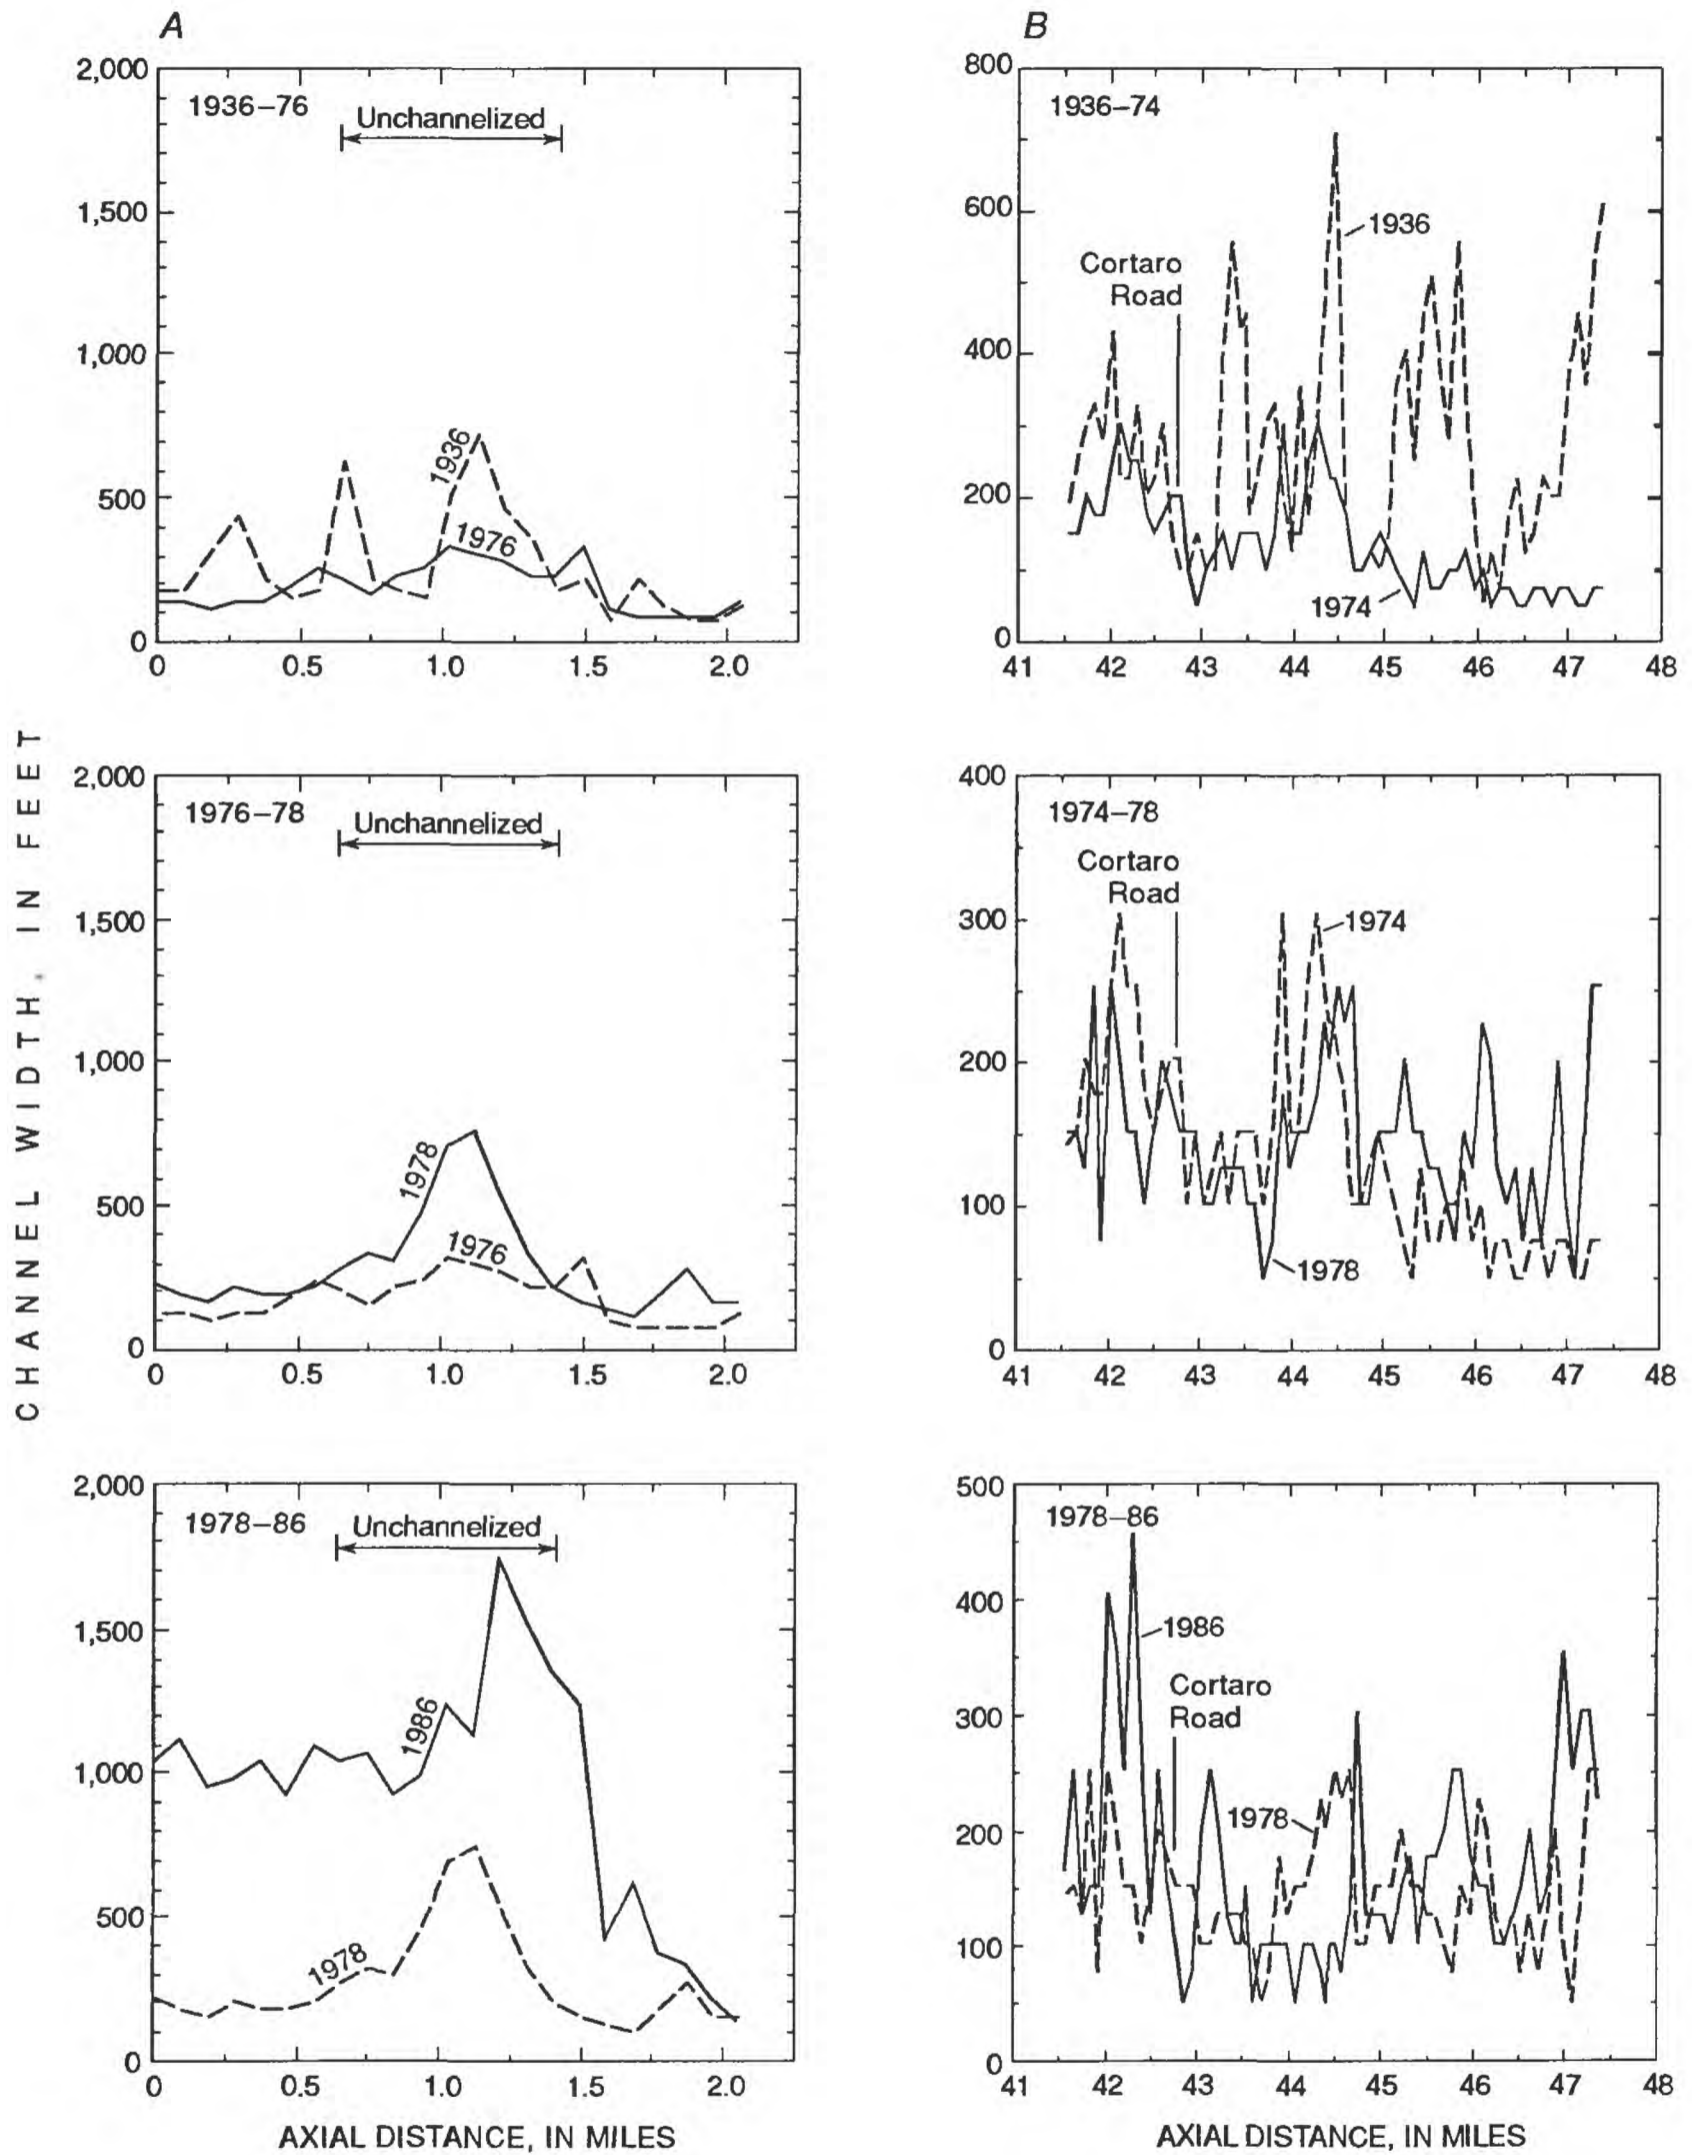 A
2,000
1,500
1,000
500
0
1936–76
Unchannelized
1936
1976
0 0.5 1.0 1.5 2.0
B
800
600
400
200
0
1936–74
Cortaro
Road
1936
1974
41 42 43 44 45 46 47 48
CHANNEL WIDTH, IN FEET
2,000
1,500
1,000
500
0
1976–78
Unchannelized
1978
1976
0 0.5 1.0 1.5 2.0
400
300
200
100
0
1974–78
Cortaro
Road
1974
1978
41 42 43 44 45 46 47 48
2,000
1,500
1,000
500
0
1978–86
Unchannelized
1986
1978
0 0.5 1.0 1.5 2.0
AXIAL DISTANCE, IN MILES
500
400
300
200
100
0
1978–86
1986
Cortaro
Road
1978
41 42 43 44 45 46 47 48
AXIAL DISTANCE, IN MILES